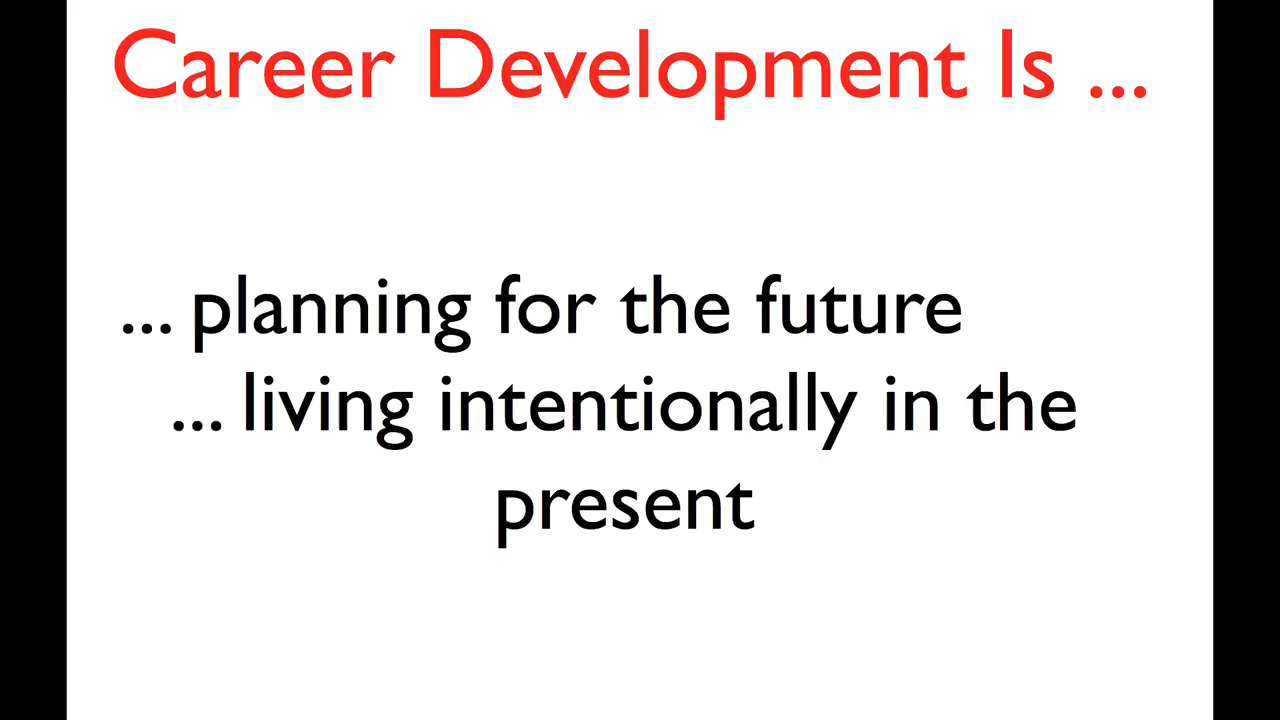 Career Development Is ...
... planning for the future
... living intentionally in the
present